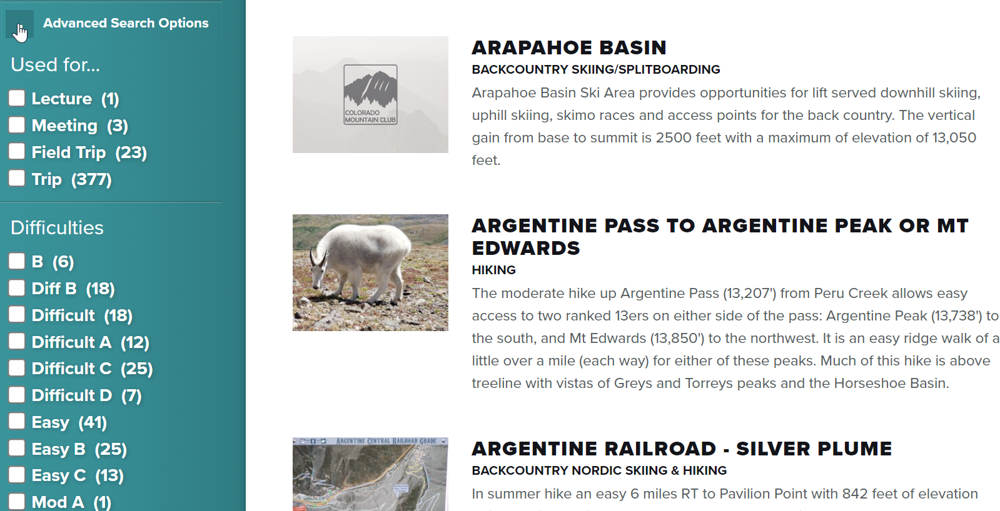 Advanced Search Options
Used for...
Lecture (1)
Meeting (3)
Field Trip (23)
Trip (377)
Difficulties
B (6)
Diff B (18)
Difficult (18)
Difficult A (12)
Difficult C (25)
Difficult D (7)
Easy (41)
Easy B (25)
Easy C (13)
Mod A (1)
COLORADO
MOUNTAIN CLUB
ARAPAHOE BASIN
BACKCOUNTRY SKIING/SPLITBOARDING
Arapahoe Basin Ski Area provides opportunities for lift served downhill skiing,
uphill skiing, skimo races and access points for the back country. The vertical
gain from base to summit is 2500 feet with a maximum of elevation of 13,050
feet.
ARGENTINE PASS TO ARGENTINE PEAK OR MT
EDWARDS
HIKING
The moderate hike up Argentine Pass (13,207') from Peru Creek allows easy
access to two ranked 13ers on either side of the pass: Argentine Peak (13,738') to
the south, and Mt Edwards (13,850') to the northwest. It is an easy ridge walk of a
little over a mile (each way) for either of these peaks. Much of this hike is above
treeline with vistas of Greys and Torreys peaks and the Horseshoe Basin.
ARGENTINE CENTRAL RAILROAD GRADE
ARGENTINE RAILROAD - SILVER PLUME
BACKCOUNTRY NORDIC SKIING & HIKING
In summer hike an easy 6 miles RT to Pavilion Point with 842 feet of elevation